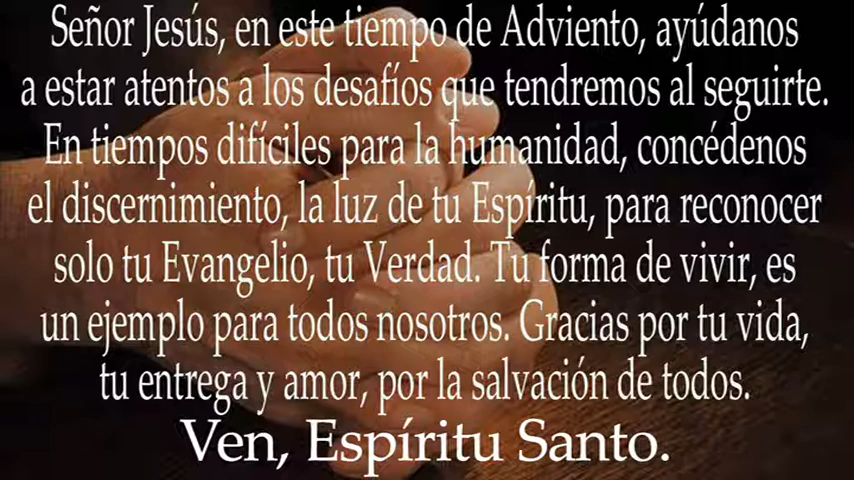 Señor Jesús, en este tiempo de Adviento, ayúdanos
a estar atentos a los desafíos que tendremos al seguirte.
En tiempos difíciles para la humanidad, concédenos
el discernimiento, la luz de tu Espíritu, para reconocer
solo tu Evangelio, tu Verdad. Tu forma de vivir, es
un ejemplo para todos nosotros. Gracias por tu vida,
tu entrega y amor, por la salvación de todos.
Ven, Espíritu Santo.